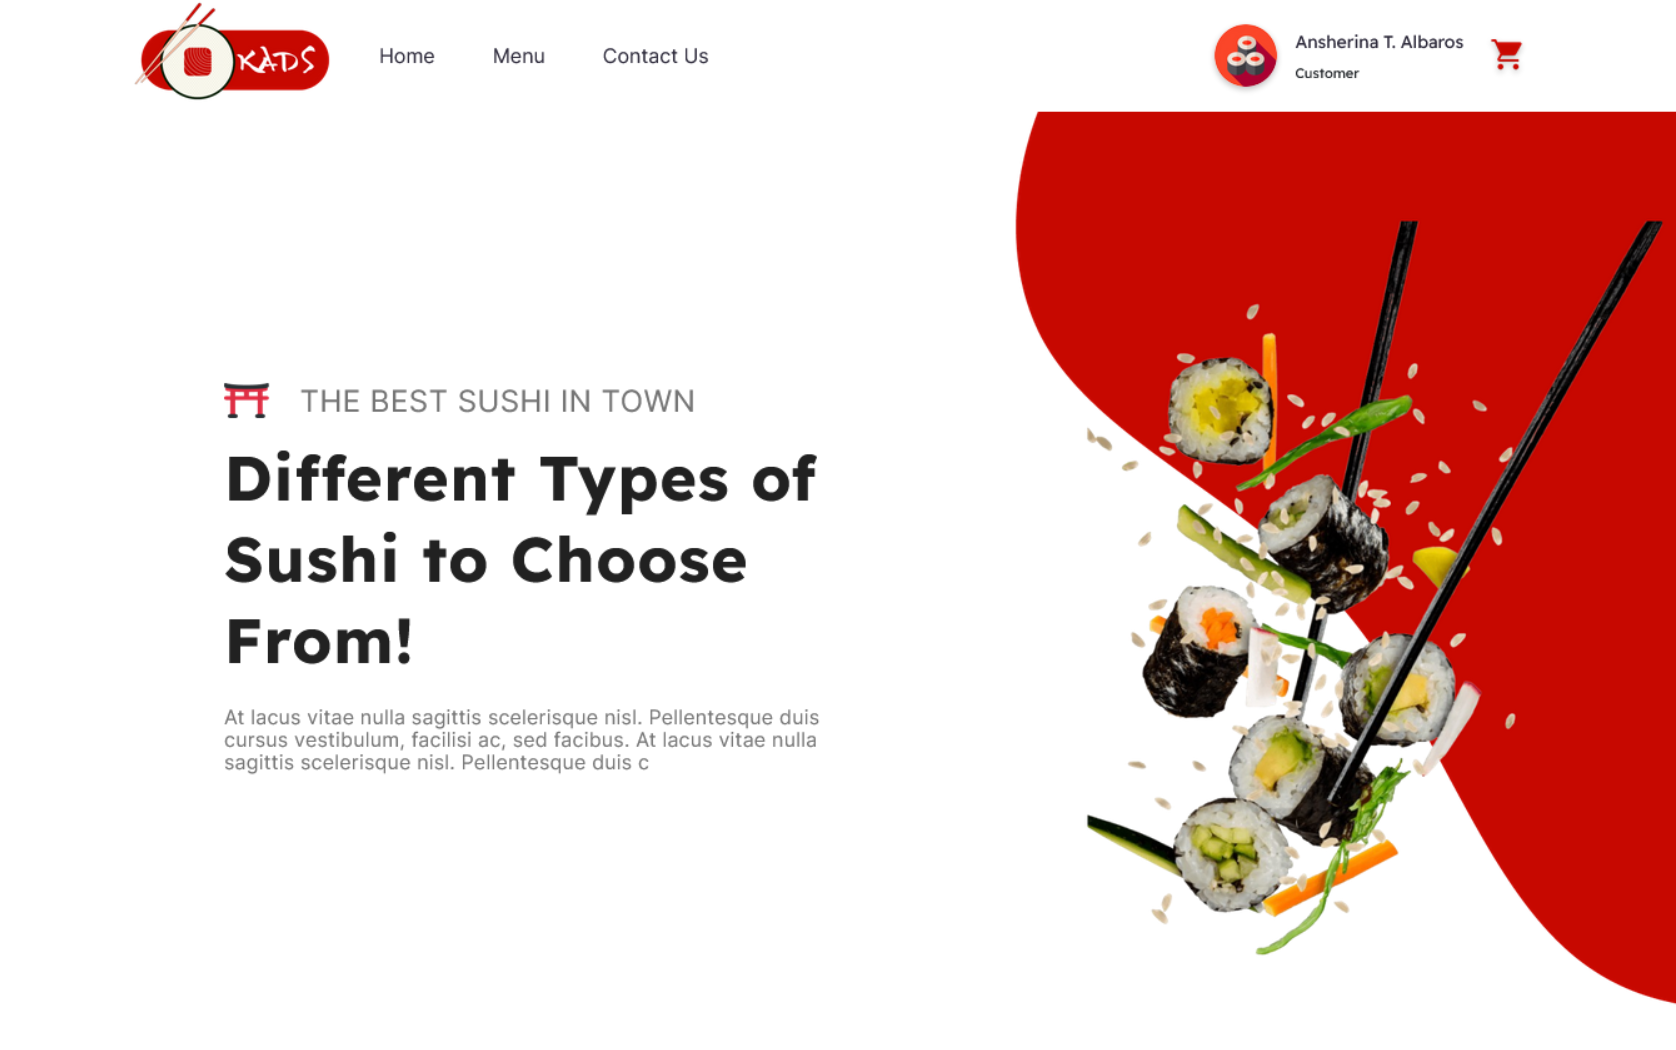 KADS
Home
Menu
Contact Us
Ansherina T. Albaros
Customer
THE BEST SUSHI IN TOWN
Different Types of
Sushi to Choose
From!
At lacus vitae nulla sagittis scelerisque nisl. Pellentesque duis
cursus vestibulum, facilisi ac, sed facibus. At lacus vitae nulla
sagittis scelerisque nisl. Pellentesque duis c